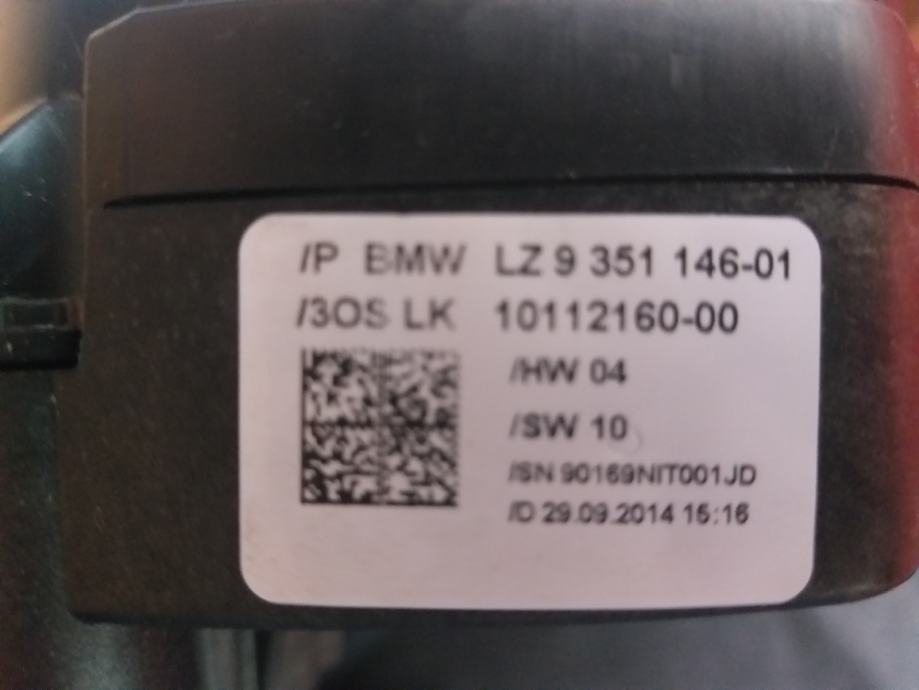 /P BMW LZ 9 351 146-01
/3OS LK 10112160-00
/HW 04
/SW 10
/SN 90169NIT001JD
/D 29.09.2014 15:16